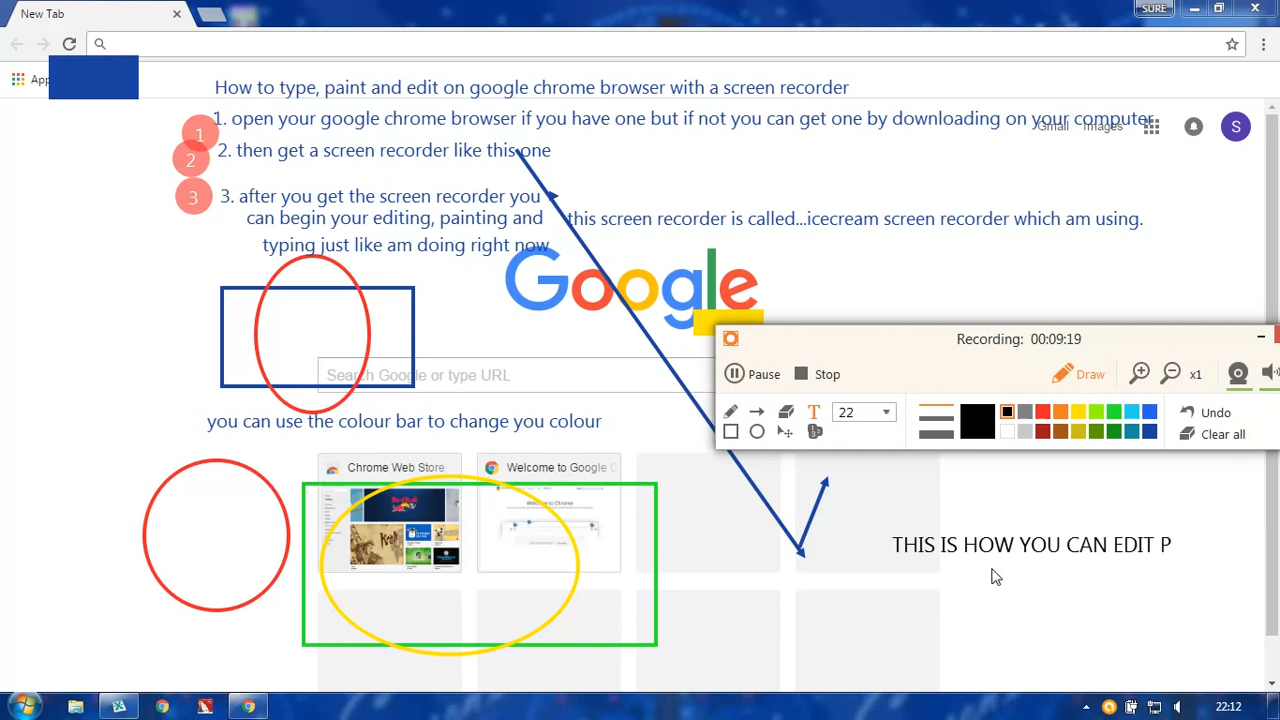 New Tab
SURE
App
How to type, paint and edit on google chrome browser with a screen recorder
1. open your google chrome browser if you have one but if not you can get one by downloading on your computer
Gmail Images
S
1
2
2. then get a screen recorder like this one
3
3. after you get the screen recorder you
can begin your editing, painting and
typing just like am doing right now
this screen recorder is called...icecream screen recorder which am using.
Google
Recording: 00:09:19
Search Google or type URL
Pause Stop Draw x1
T 22 Undo
Clear all
you can use the colour bar to change you colour
Chrome Web Store
Welcome to Google C
THIS IS HOW YOU CAN EDIT P
22:12